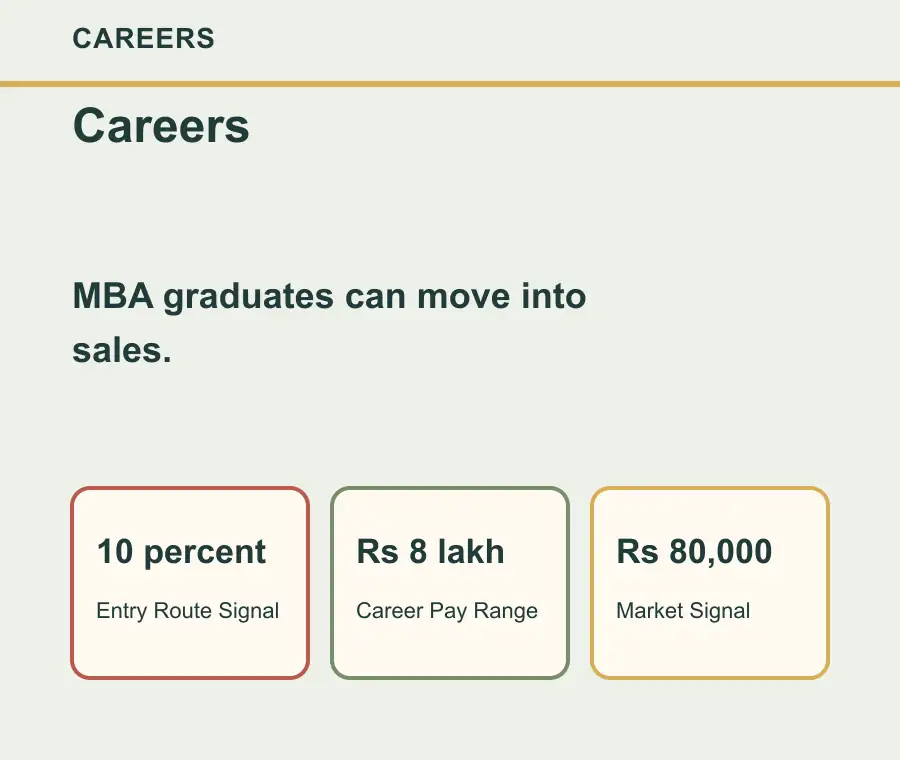 CAREERS
Careers
MBA graduates can move into
sales.
10 percent
Entry Route Signal
Rs 8 lakh
Career Pay Range
Rs 80,000
Market Signal